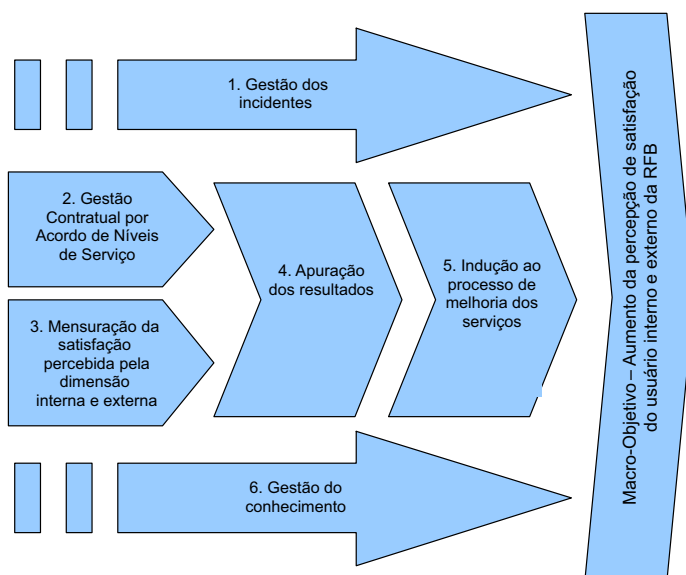 1. Gestão dos
incidentes
2. Gestão
Contratual por
Acordo de Níveis
de Serviço
3. Mensuração da
satisfação
percebida pela
dimensão
interna e externa
4. Apuração
dos resultados
5. Indução ao
processo de
melhoria dos
serviços
6. Gestão do
conhecimento
Macro-Objetivo – Aumento da percepção de satisfação
do usuário interno e externo da RFB